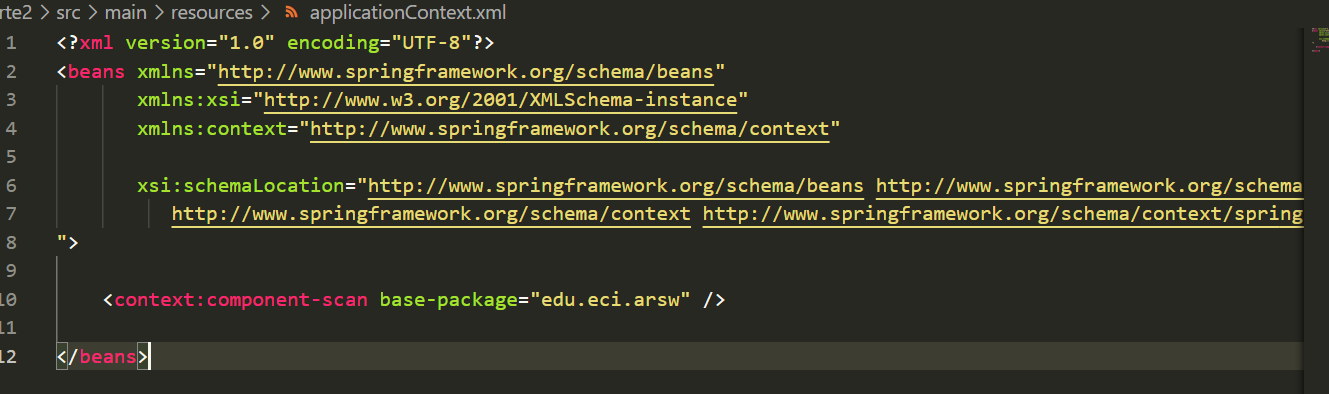 rte2 > src > main > resources > applicationContext.xml
1 <?xml version="1.0" encoding="UTF-8"?>
2 <beans xmlns="http://www.springframework.org/schema/beans"
3 xmlns:xsi="http://www.w3.org/2001/XMLSchema-instance"
4 xmlns:context="http://www.springframework.org/schema/context"
5
6 xsi:schemaLocation="http://www.springframework.org/schema/beans http://www.springframework.org/schema
7 http://www.springframework.org/schema/context http://www.springframework.org/schema/context/spring
8 ">
9
10 <context:component-scan base-package="edu.eci.arsw" />
11
12 </beans>